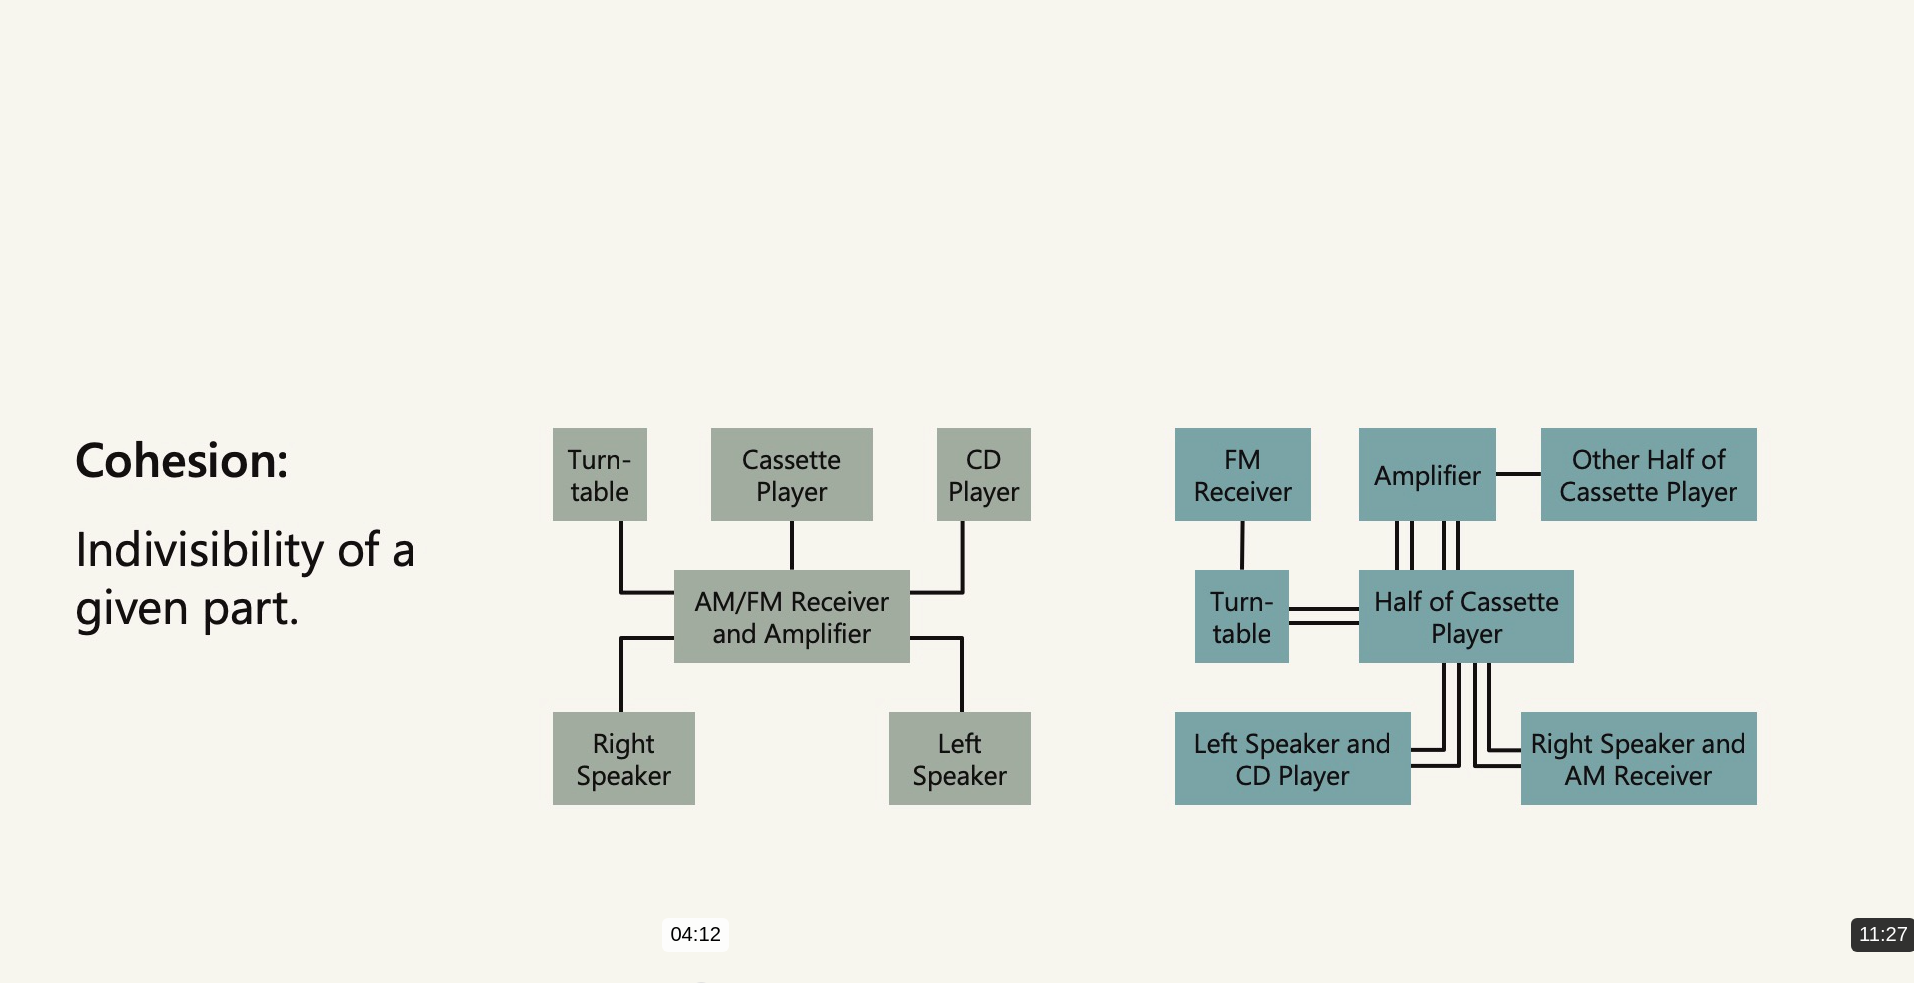 Cohesion:
Indivisibility of a
given part.
Turn-
table
Cassette
Player
CD
Player
AM/FM Receiver
and Amplifier
Right
Speaker
Left
Speaker
FM
Receiver
Amplifier
Other Half of
Cassette Player
Turn-
table
Half of Cassette
Player
Left Speaker and
CD Player
Right Speaker and
AM Receiver
04:12
11:27